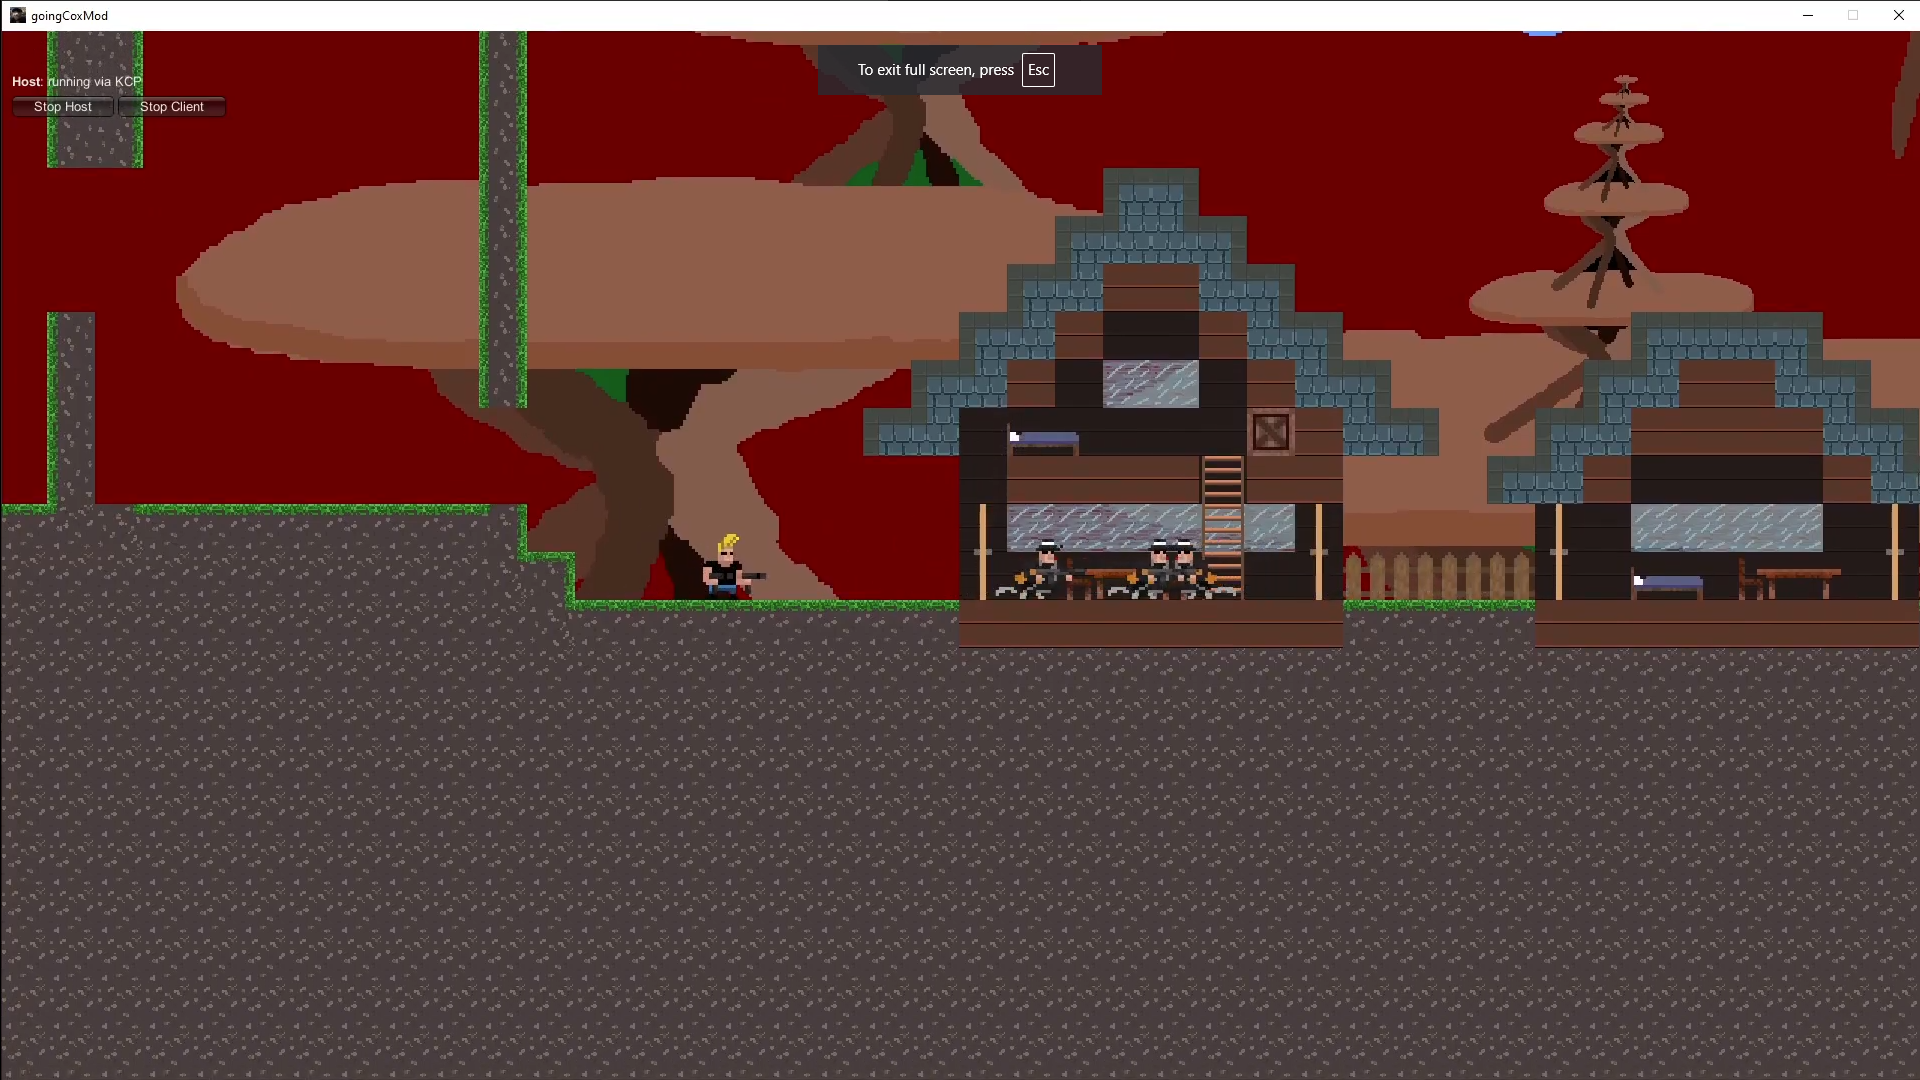 goingCoxMod
To exit full screen, press Esc
Host: running via KCP
Stop Host Stop Client